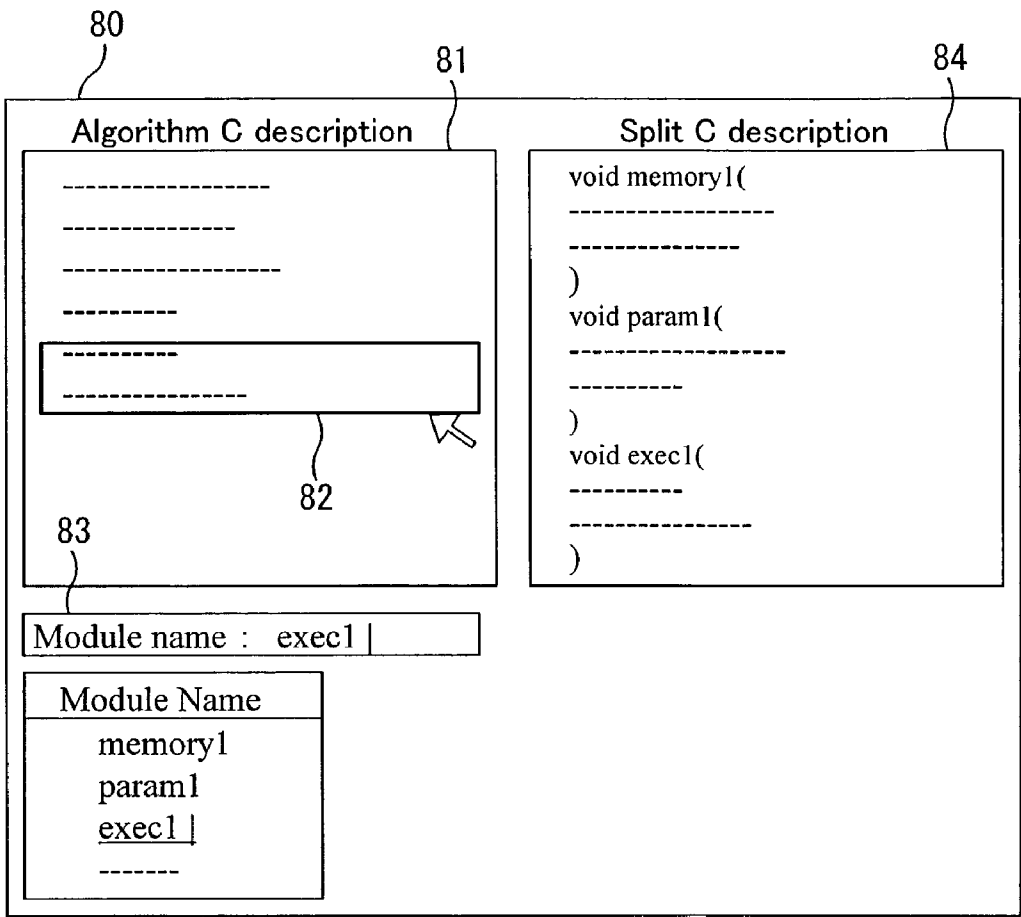 80
81
84
Algorithm C description
Split C description
void memory1(
)
void param1(
)
void exec1(
)
82
83
Module name : exec1 |
Module Name
memory1
param1
exec1 |